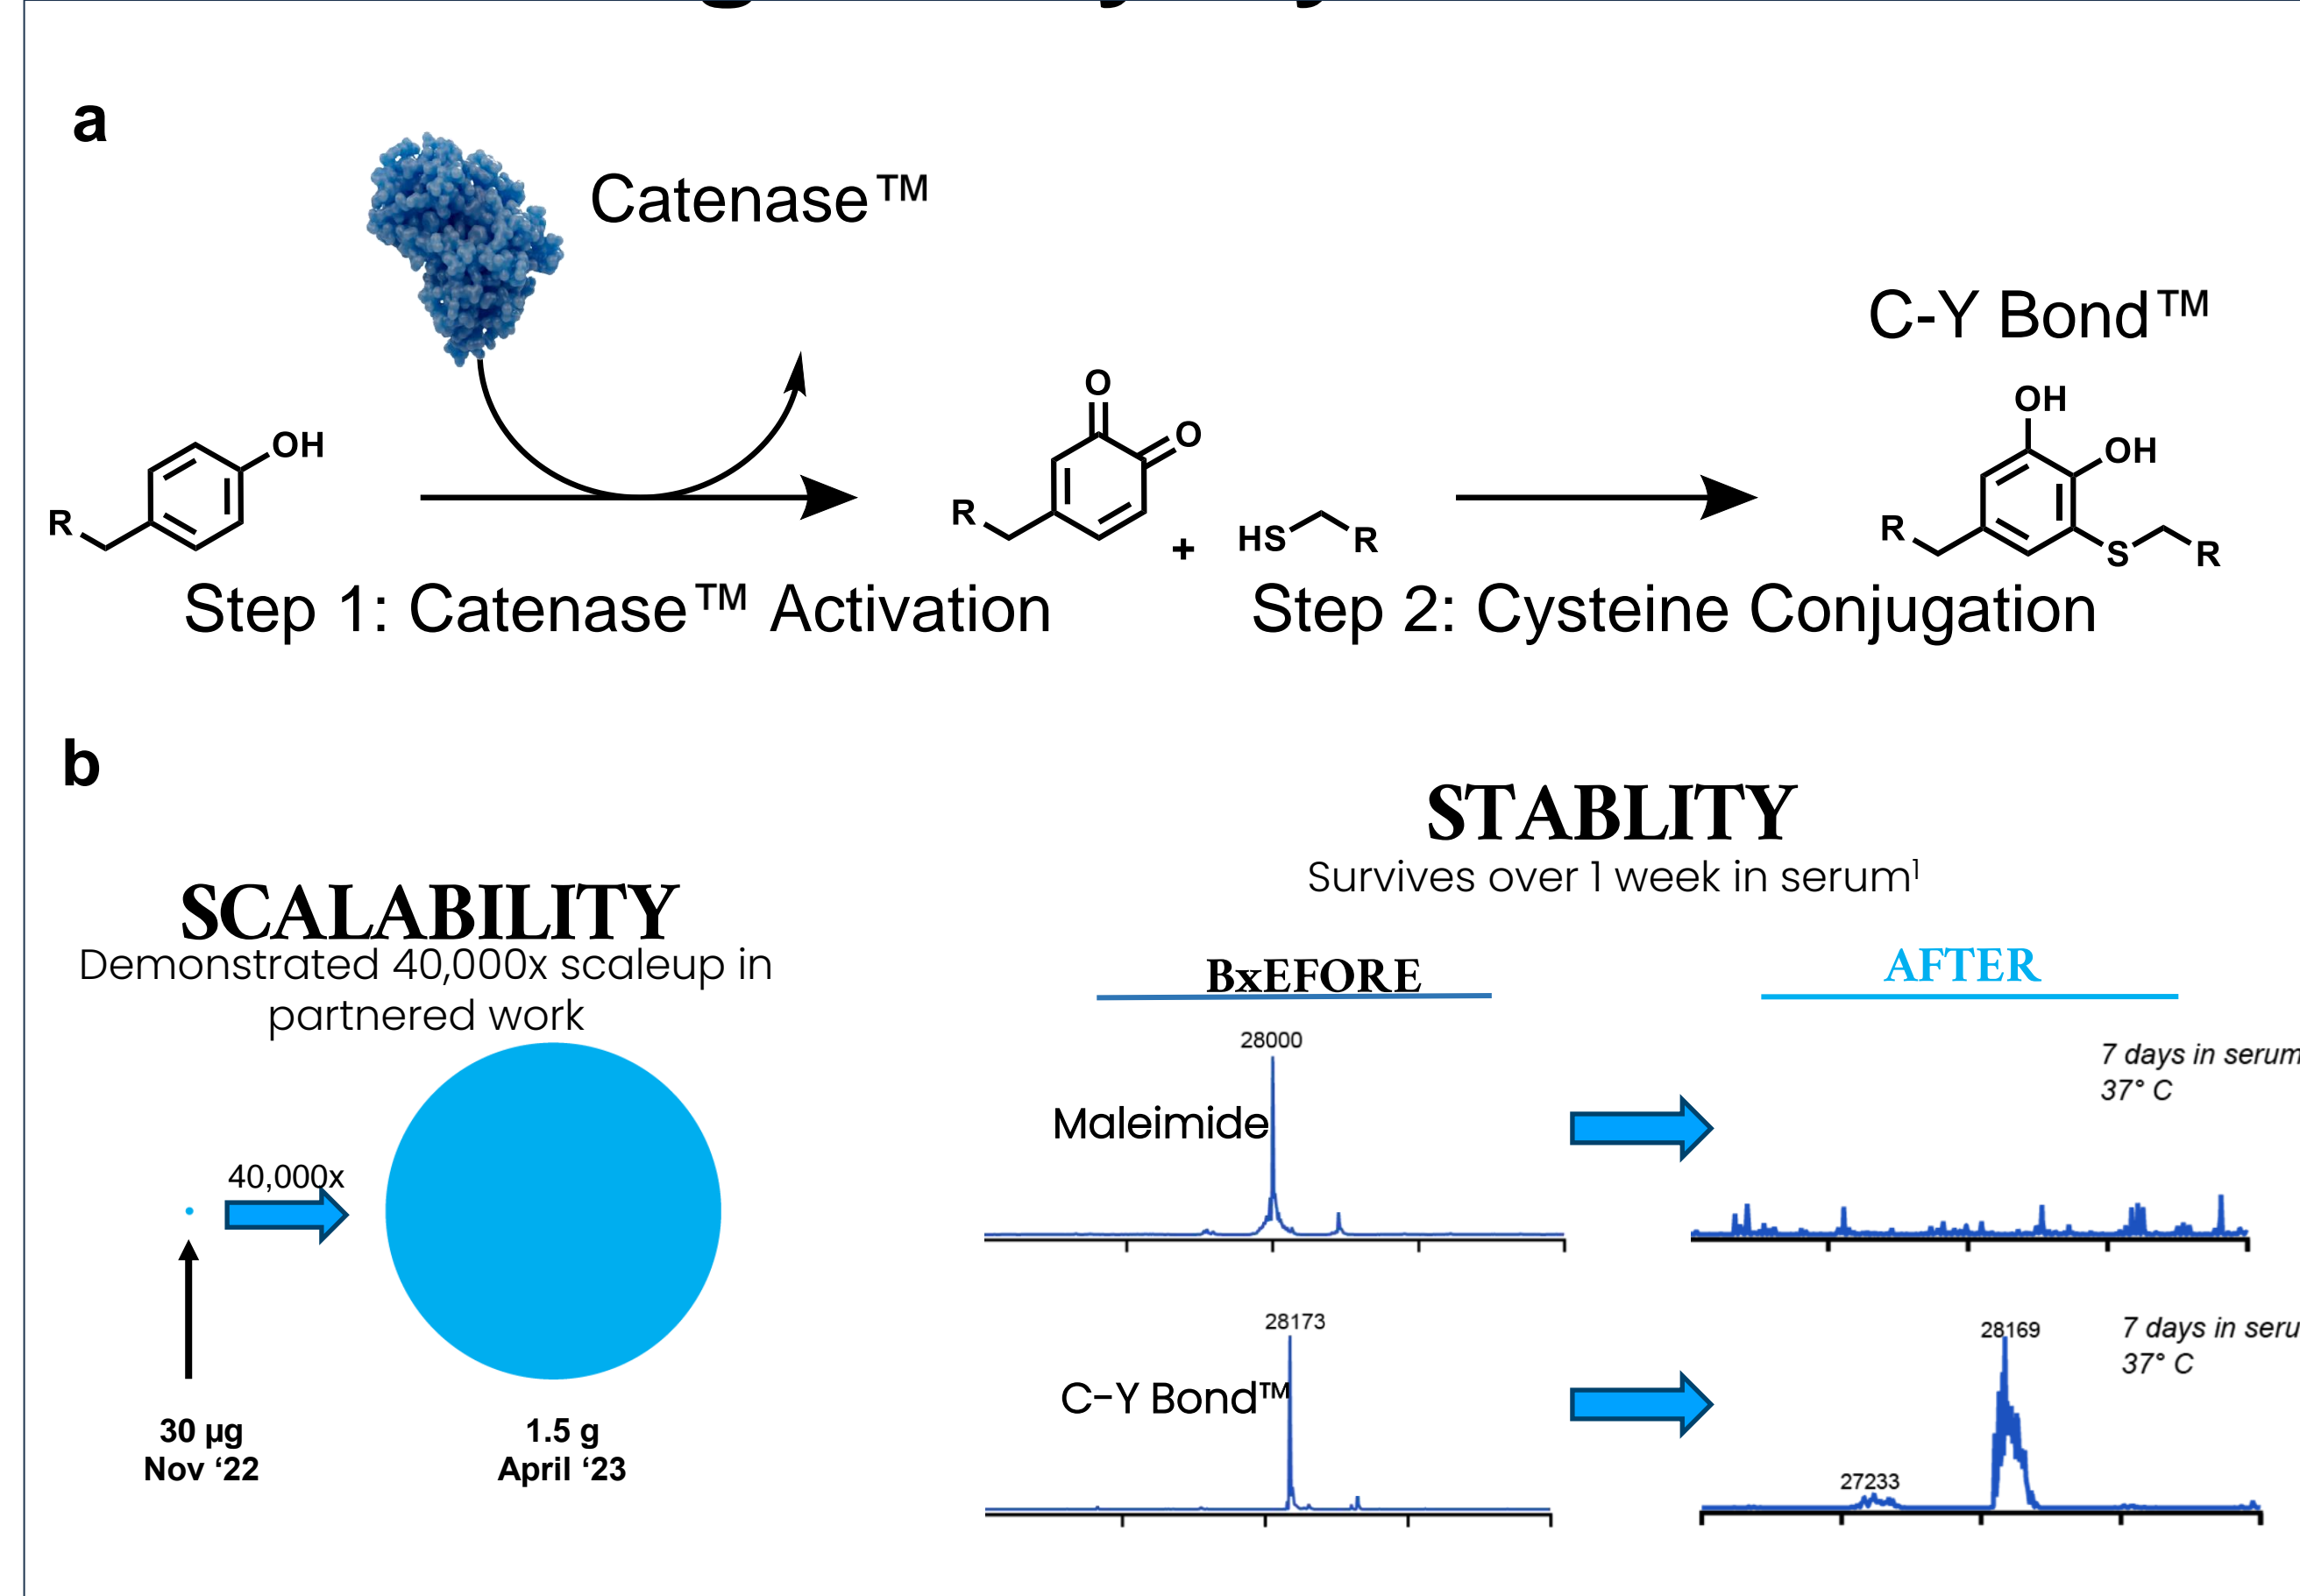 a
Catenase™
C-Y Bond™
OH
R
O
O
R
+
HS
R
OH
OH
R
S
R
Step 1: Catenase™ Activation
Step 2: Cysteine Conjugation
b
SCALABILITY
Demonstrated 40,000x scaleup in
partnered work
40,000x
30 µg
Nov ‘22
1.5 g
April ‘23
STABLITY
Survives over 1 week in serum¹
BxEFORE
AFTER
28000
Maleimide
7 days in serum
37° C
28173
C-Y Bond™
28169
27233
7 days in seru
37° C